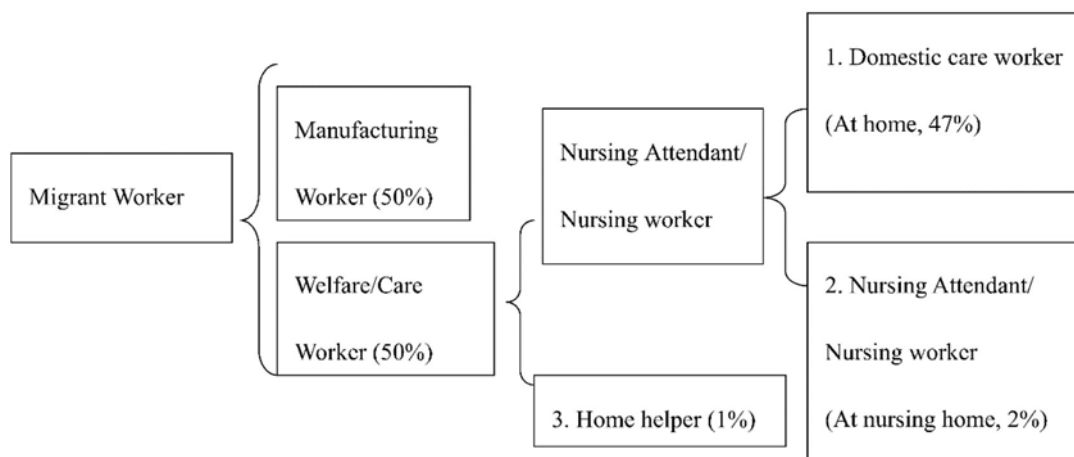 Migrant Worker
Manufacturing
Worker (50%)
Welfare/Care
Worker (50%)
Nursing Attendant/
Nursing worker
3. Home helper (1%)
1. Domestic care worker
(At home, 47%)
2. Nursing Attendant/
Nursing worker
(At nursing home, 2%)